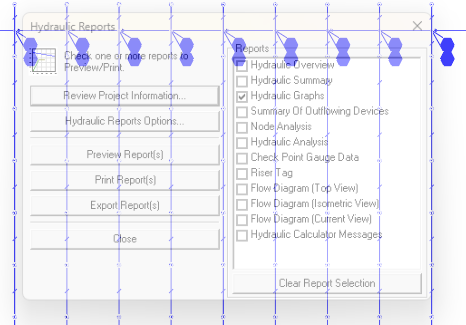 Hydraulic Reports
Check one or more reports to
Preview/Print.
Review Project Information...
Hydraulic Reports Options...
Preview Report(s)
Print Report(s)
Export Report(s)
Close
Reports
Hydraulic Overview
Hydraulic Summary
Hydraulic Graphs
Summary Of Outflowing Devices
Node Analysis
Hydraulic Analysis
Check Point Gauge Data
Riser Tag
Flow Diagram (Top View)
Flow Diagram (Isometric View)
Flow Diagram (Current View)
Hydraulic Calculator Messages
Clear Report Selection